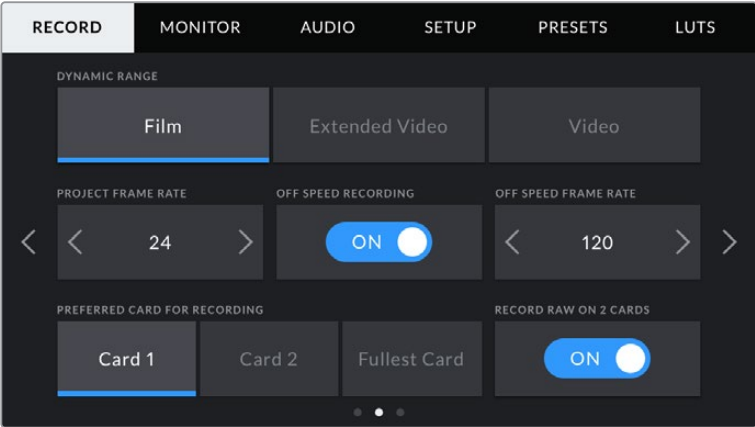 RECORD MONITOR AUDIO SETUP PRESETS LUTS
DYNAMIC RANGE
Film Extended Video Video
PROJECT FRAME RATE OFF SPEED RECORDING OFF SPEED FRAME RATE
24 ON 120
PREFERRED CARD FOR RECORDING RECORD RAW ON 2 CARDS
Card 1 Card 2 Fullest Card ON